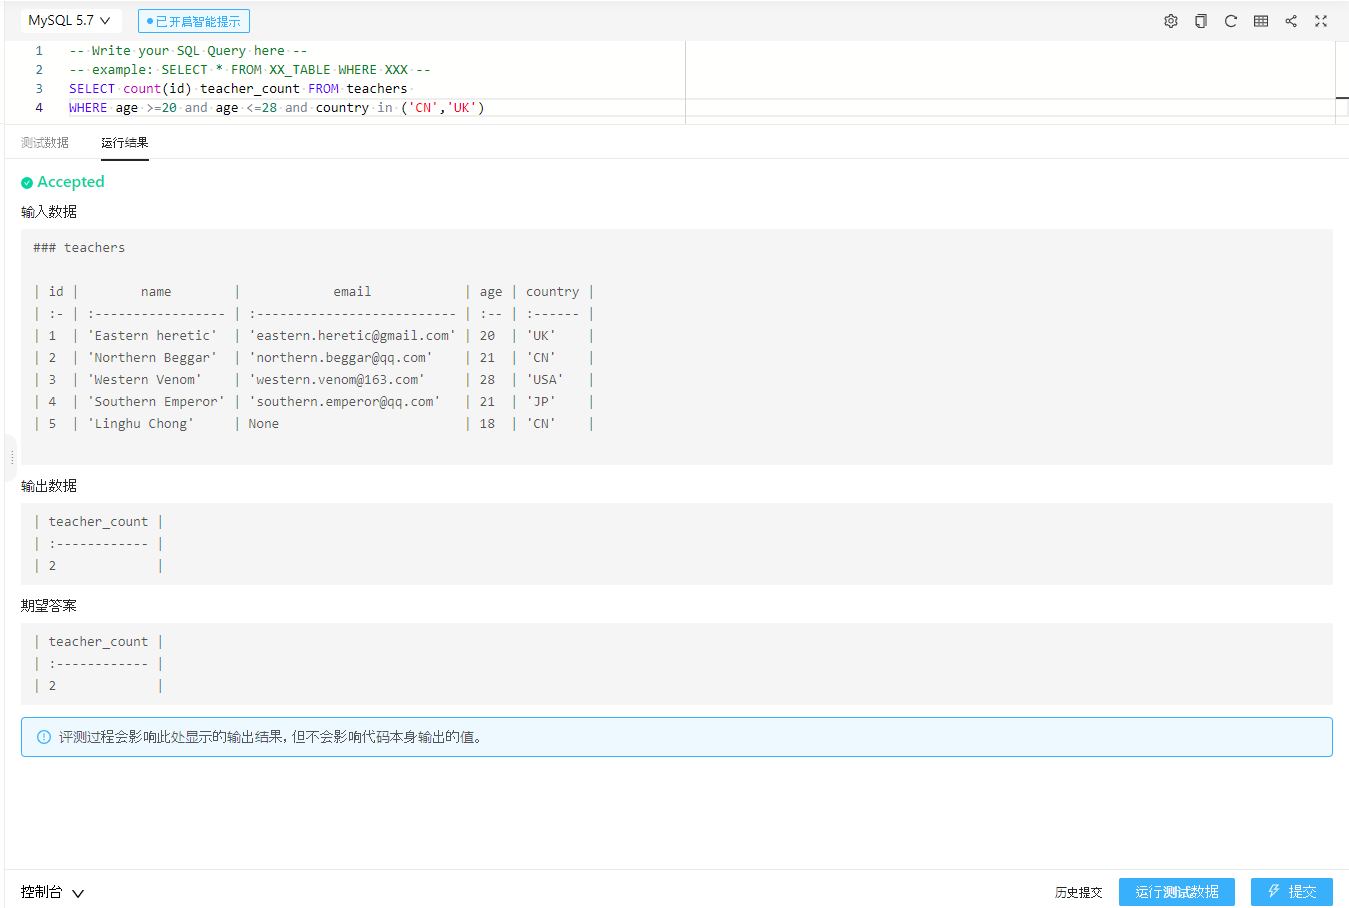 MySQL 5.7
已开启智能提示
1 -- Write your SQL Query here --
2 -- example: SELECT * FROM XX_TABLE WHERE XXX --
3 SELECT count(id) teacher_count FROM teachers
4 WHERE age >=20 and age <=28 and country in ('CN','UK')
测试数据 运行结果
Accepted
输入数据
### teachers
| id | name | email | age | country |
| :- | :----------------- | :-------------------------- | :-- | :------ |
| 1 | 'Eastern heretic' | 'eastern.heretic@gmail.com' | 20 | 'UK' |
| 2 | 'Northern Beggar' | 'northern.beggar@qq.com' | 21 | 'CN' |
| 3 | 'Western Venom' | 'western.venom@163.com' | 28 | 'USA' |
| 4 | 'Southern Emperor' | 'southern.emperor@qq.com' | 21 | 'JP' |
| 5 | 'Linghu Chong' | None | 18 | 'CN' |
输出数据
| teacher_count |
| :------------ |
| 2 |
期望答案
| teacher_count |
| :------------ |
| 2 |
评测过程会影响此处显示的输出结果，但不会影响代码本身输出的值。
控制台 历史提交 运行测试数据 提交